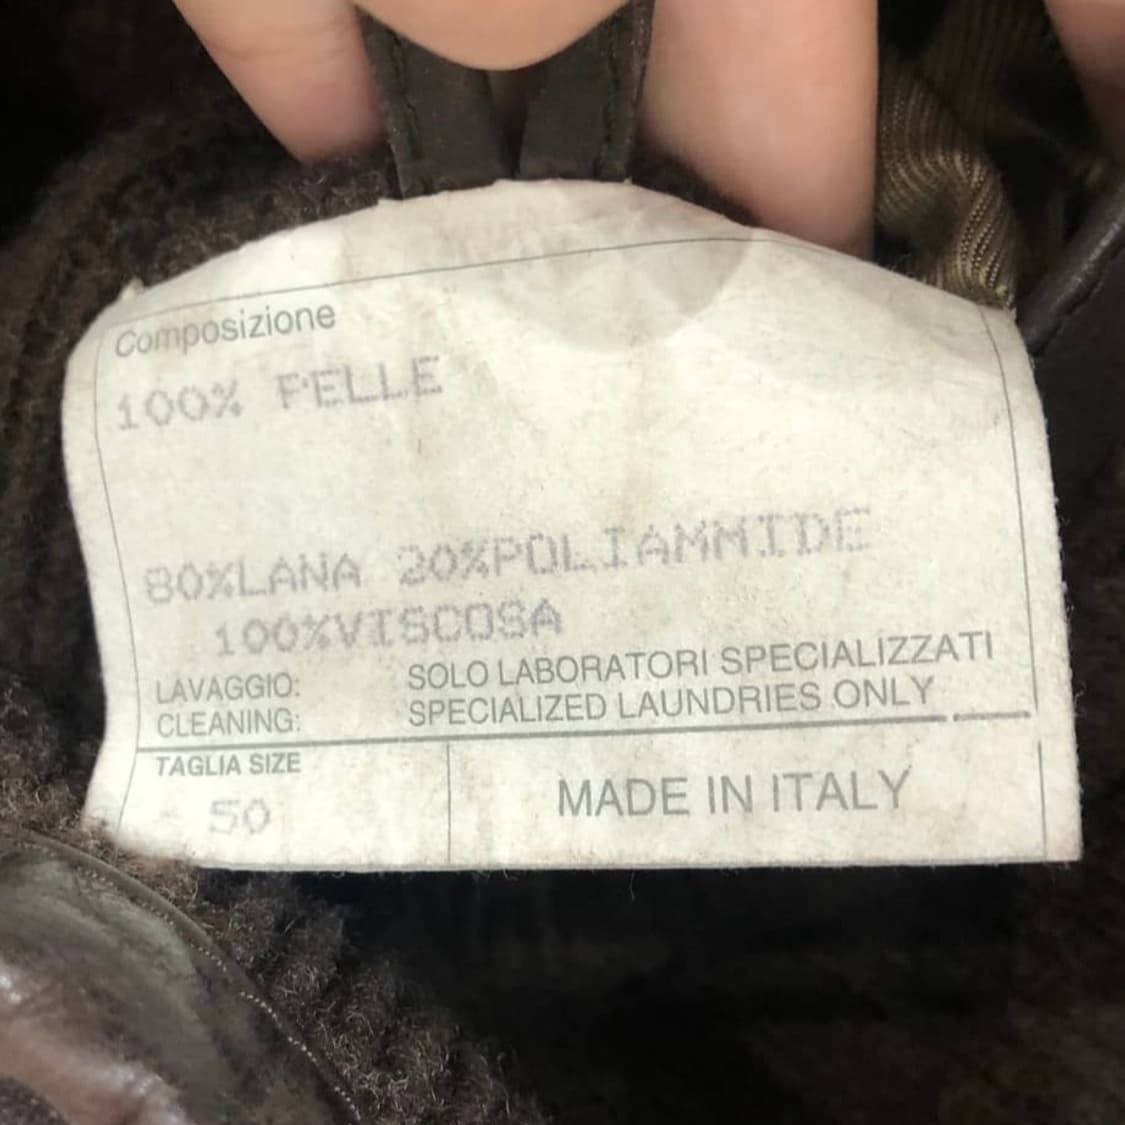 Composizione
100% PELLE
80%LANA 20%POLIAMMIDE
100%VISCOSA
LAVAGGIO: SOLO LABORATORI SPECIALIZZATI
CLEANING: SPECIALIZED LAUNDRIES ONLY
TAGLIA SIZE
50
MADE IN ITALY